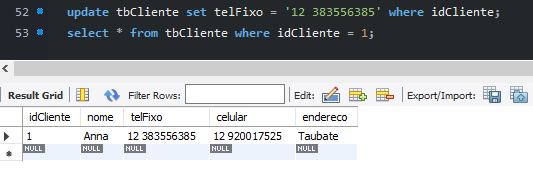 52 update tbCliente set telFixo = '12 383556385' where idCliente;
53 select * from tbCliente where idCliente = 1;
Result Grid Filter Rows: Edit: Export/Import:
idCliente nome telFixo celular endereco
1 Anna 12 383556385 12 920017525 Taubate
NULL NULL NULL NULL NULL